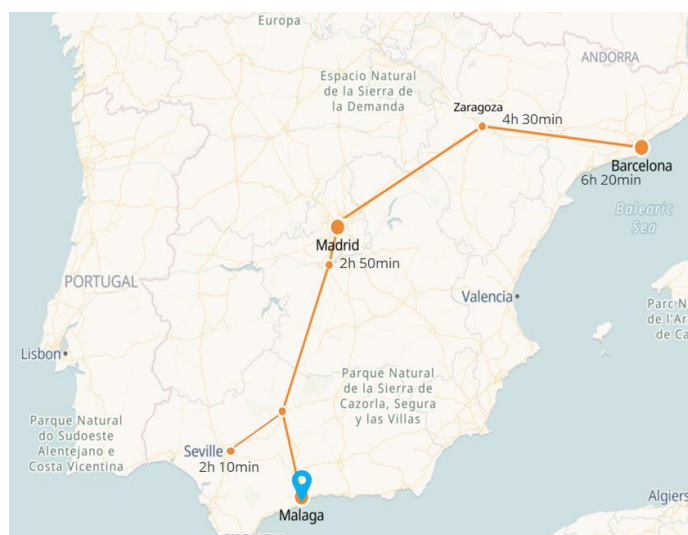 Europa
ANDORRA
Espacio Natural
de la Sierra de
la Demanda
Zaragoza
4h 30min
Barcelona
6h 20min
Balearic
Sea
Madrid
2h 50min
PORTUGAL
Valencia
Parc N
de l'Ar
de Ca
Lisbon
Parque Natural
de la Sierra de
Cazorla, Segura
y las Villas
Parque Natural
do Sudoeste
Alentejano e
Costa Vicentina
Seville
2h 10min
Algiers
Malaga